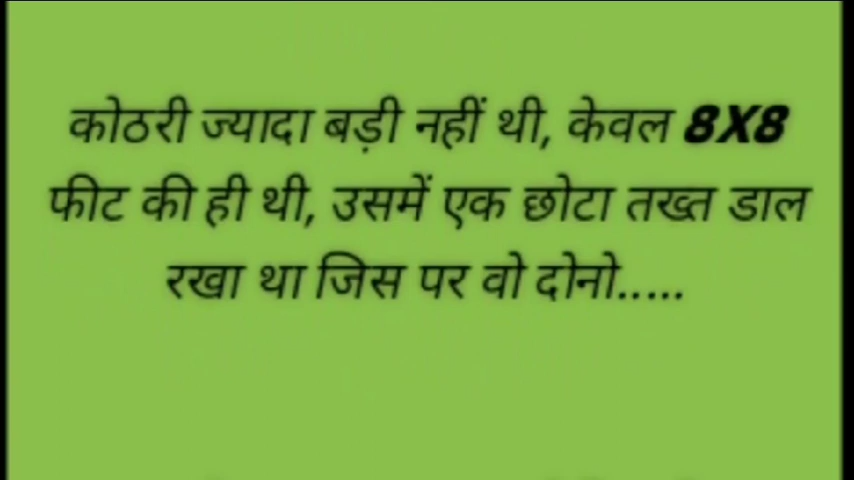 कोठरी ज्यादा बड़ी नहीं थी, केवल 8X8
फीट की ही थी, उसमें एक छोटा तख्त डाल
रखा था जिस पर वो दोनो.....